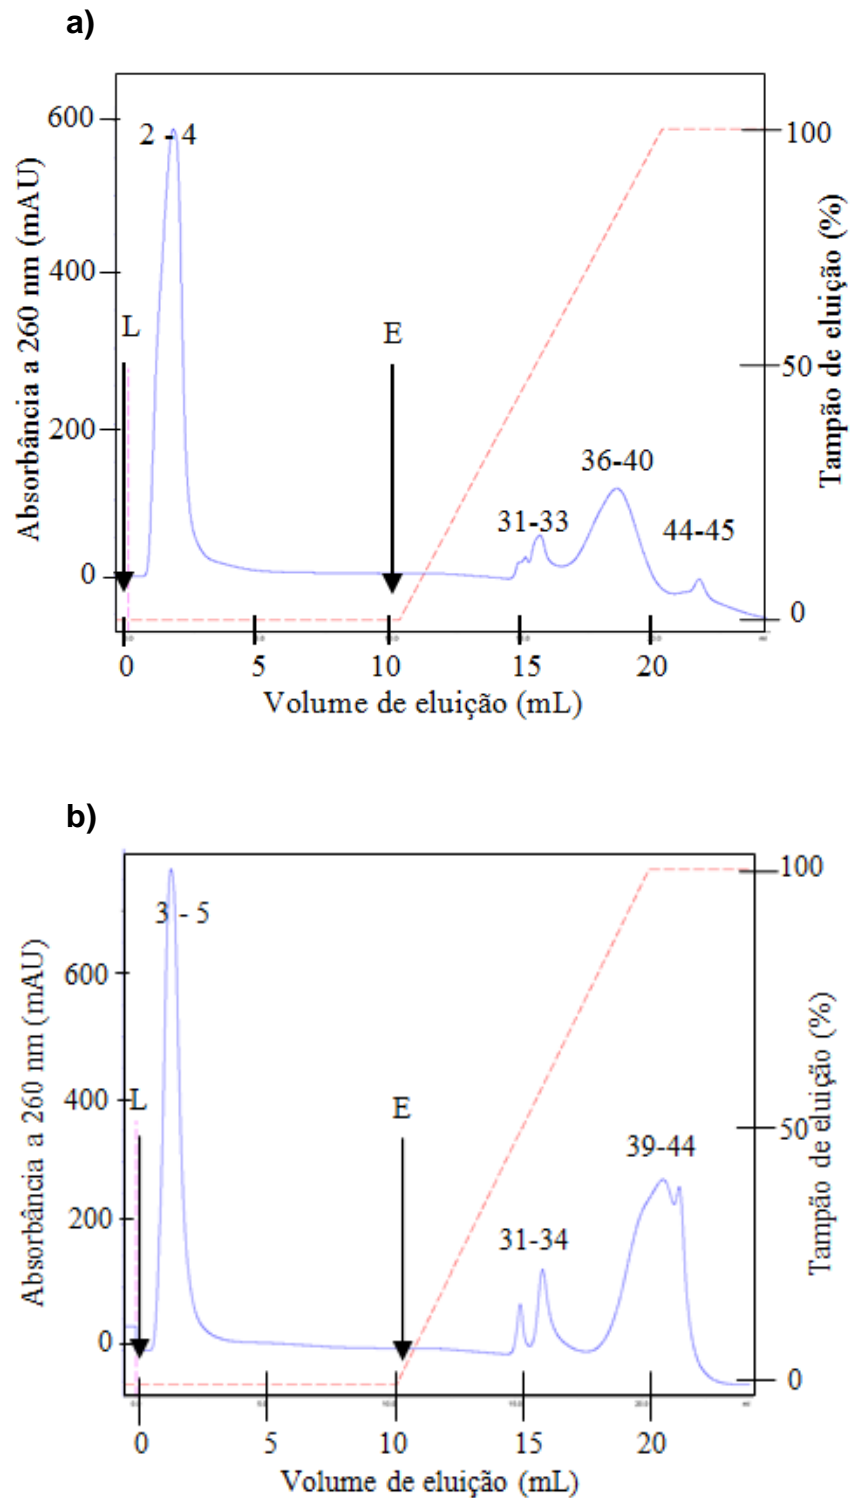 a)
600
400
200
0
Absorbância a 260 nm (mAU)
2 - 4
L
E
31-33
36-40
44-45
100
50
0
Tampão de eluição (%)
0 5 10 15 20
Volume de eluição (mL)
b)
600
400
200
0
Absorbância a 260 nm (mAU)
3 - 5
L
E
31-34
39-44
100
50
0
Tampão de eluição (%)
0 5 10 15 20
Volume de eluição (mL)